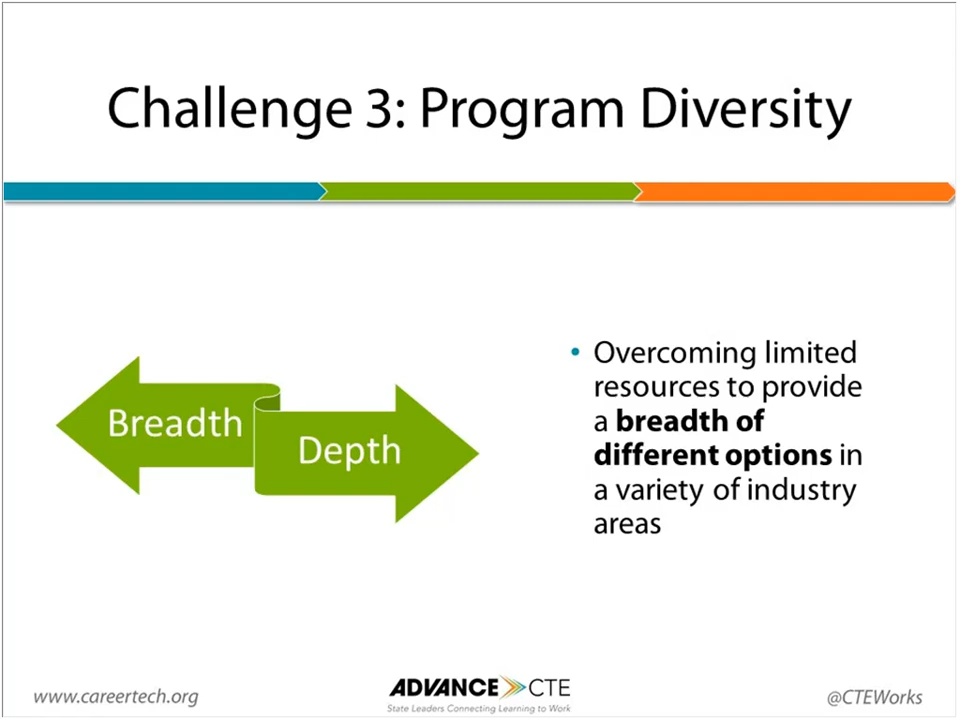 Challenge 3: Program Diversity
Breadth
Depth
• Overcoming limited
resources to provide
a breadth of
different options in
a variety of industry
areas
www.careertech.org
ADVANCE CTE
State Leaders Connecting Learning to Work
@CTEWorks